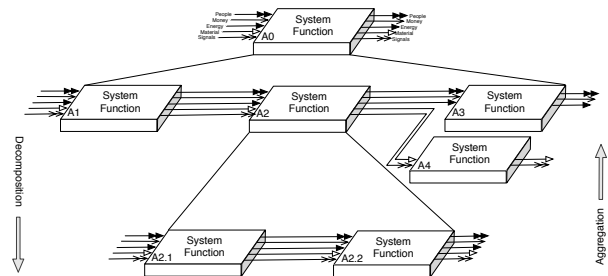 People
Money
Energy
Material
Signals
System
Function
A0
People
Money
Energy
Material
Signals
System
Function
A1
System
Function
A2
System
Function
A3
System
Function
A4
Decomposition
Aggregation
System
Function
A2.1
System
Function
A2.2